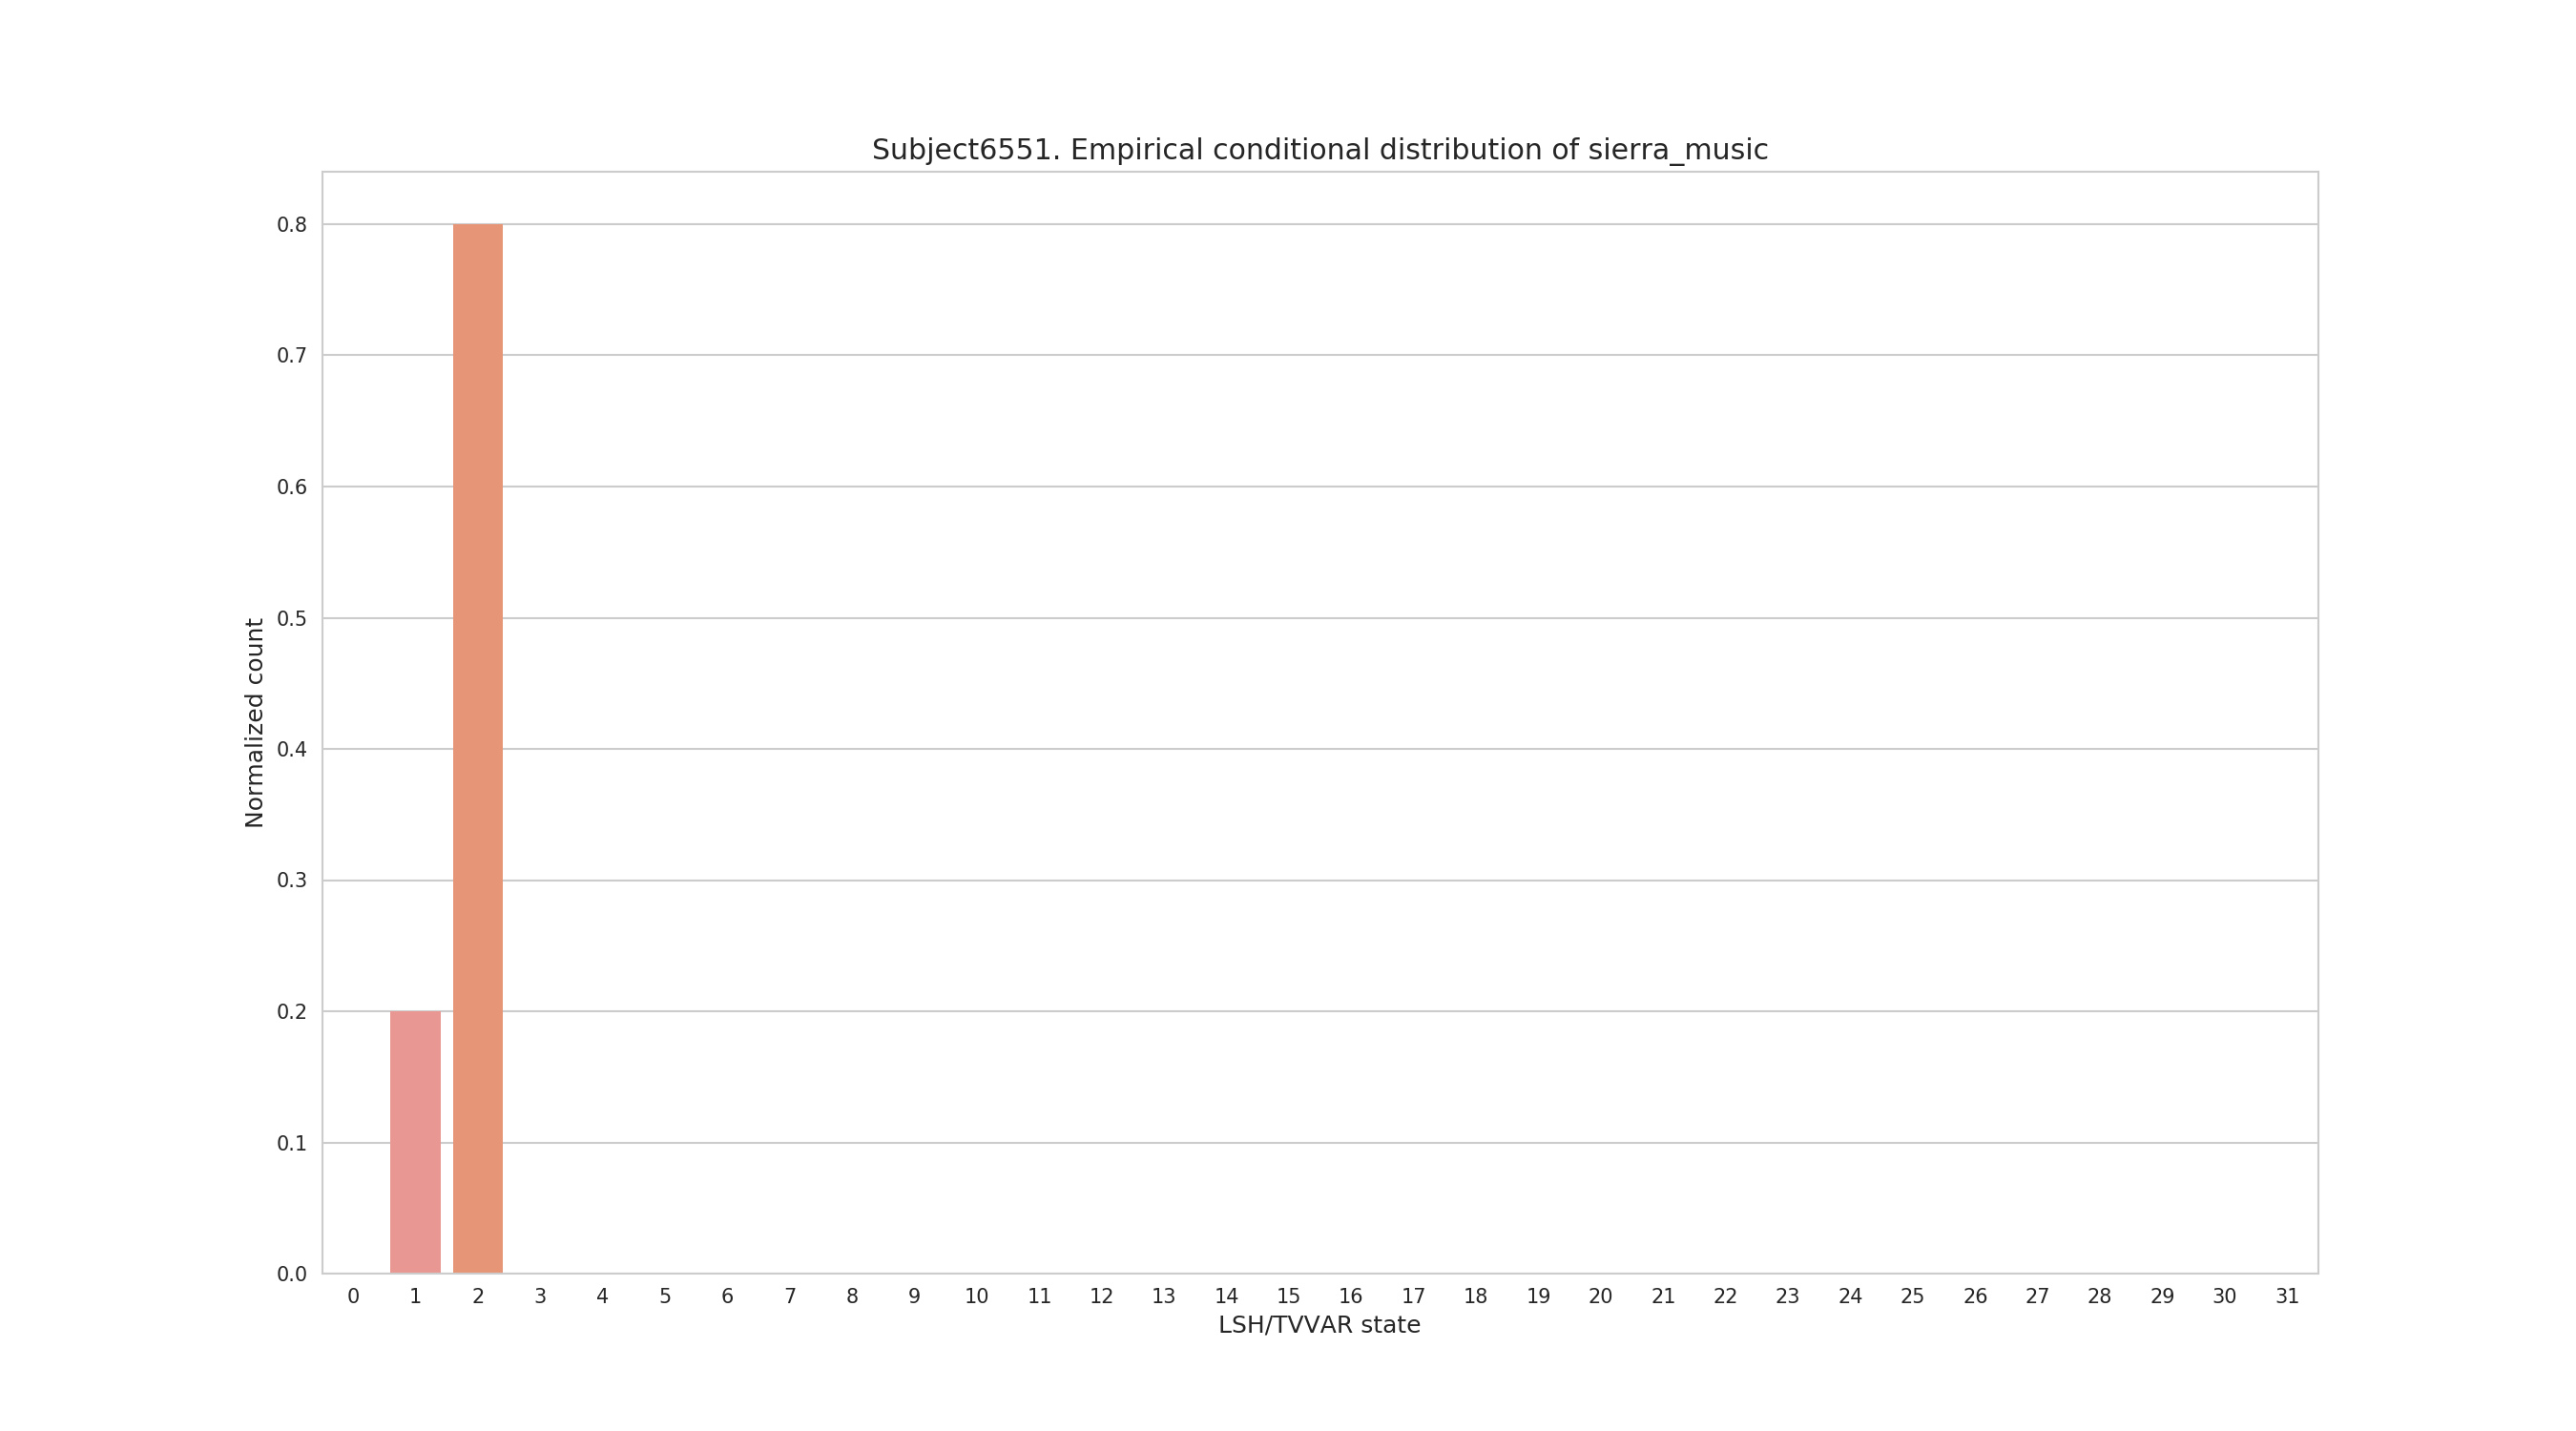 Subject6551. Empirical conditional distribution of sierra_music
Normalized count
0.8
0.7
0.6
0.5
0.4
0.3
0.2
0.1
0.0
0 1 2 3 4 5 6 7 8 9 10 11 12 13 14 15 16 17 18 19 20 21 22 23 24 25 26 27 28 29 30 31
LSH/TVVAR state